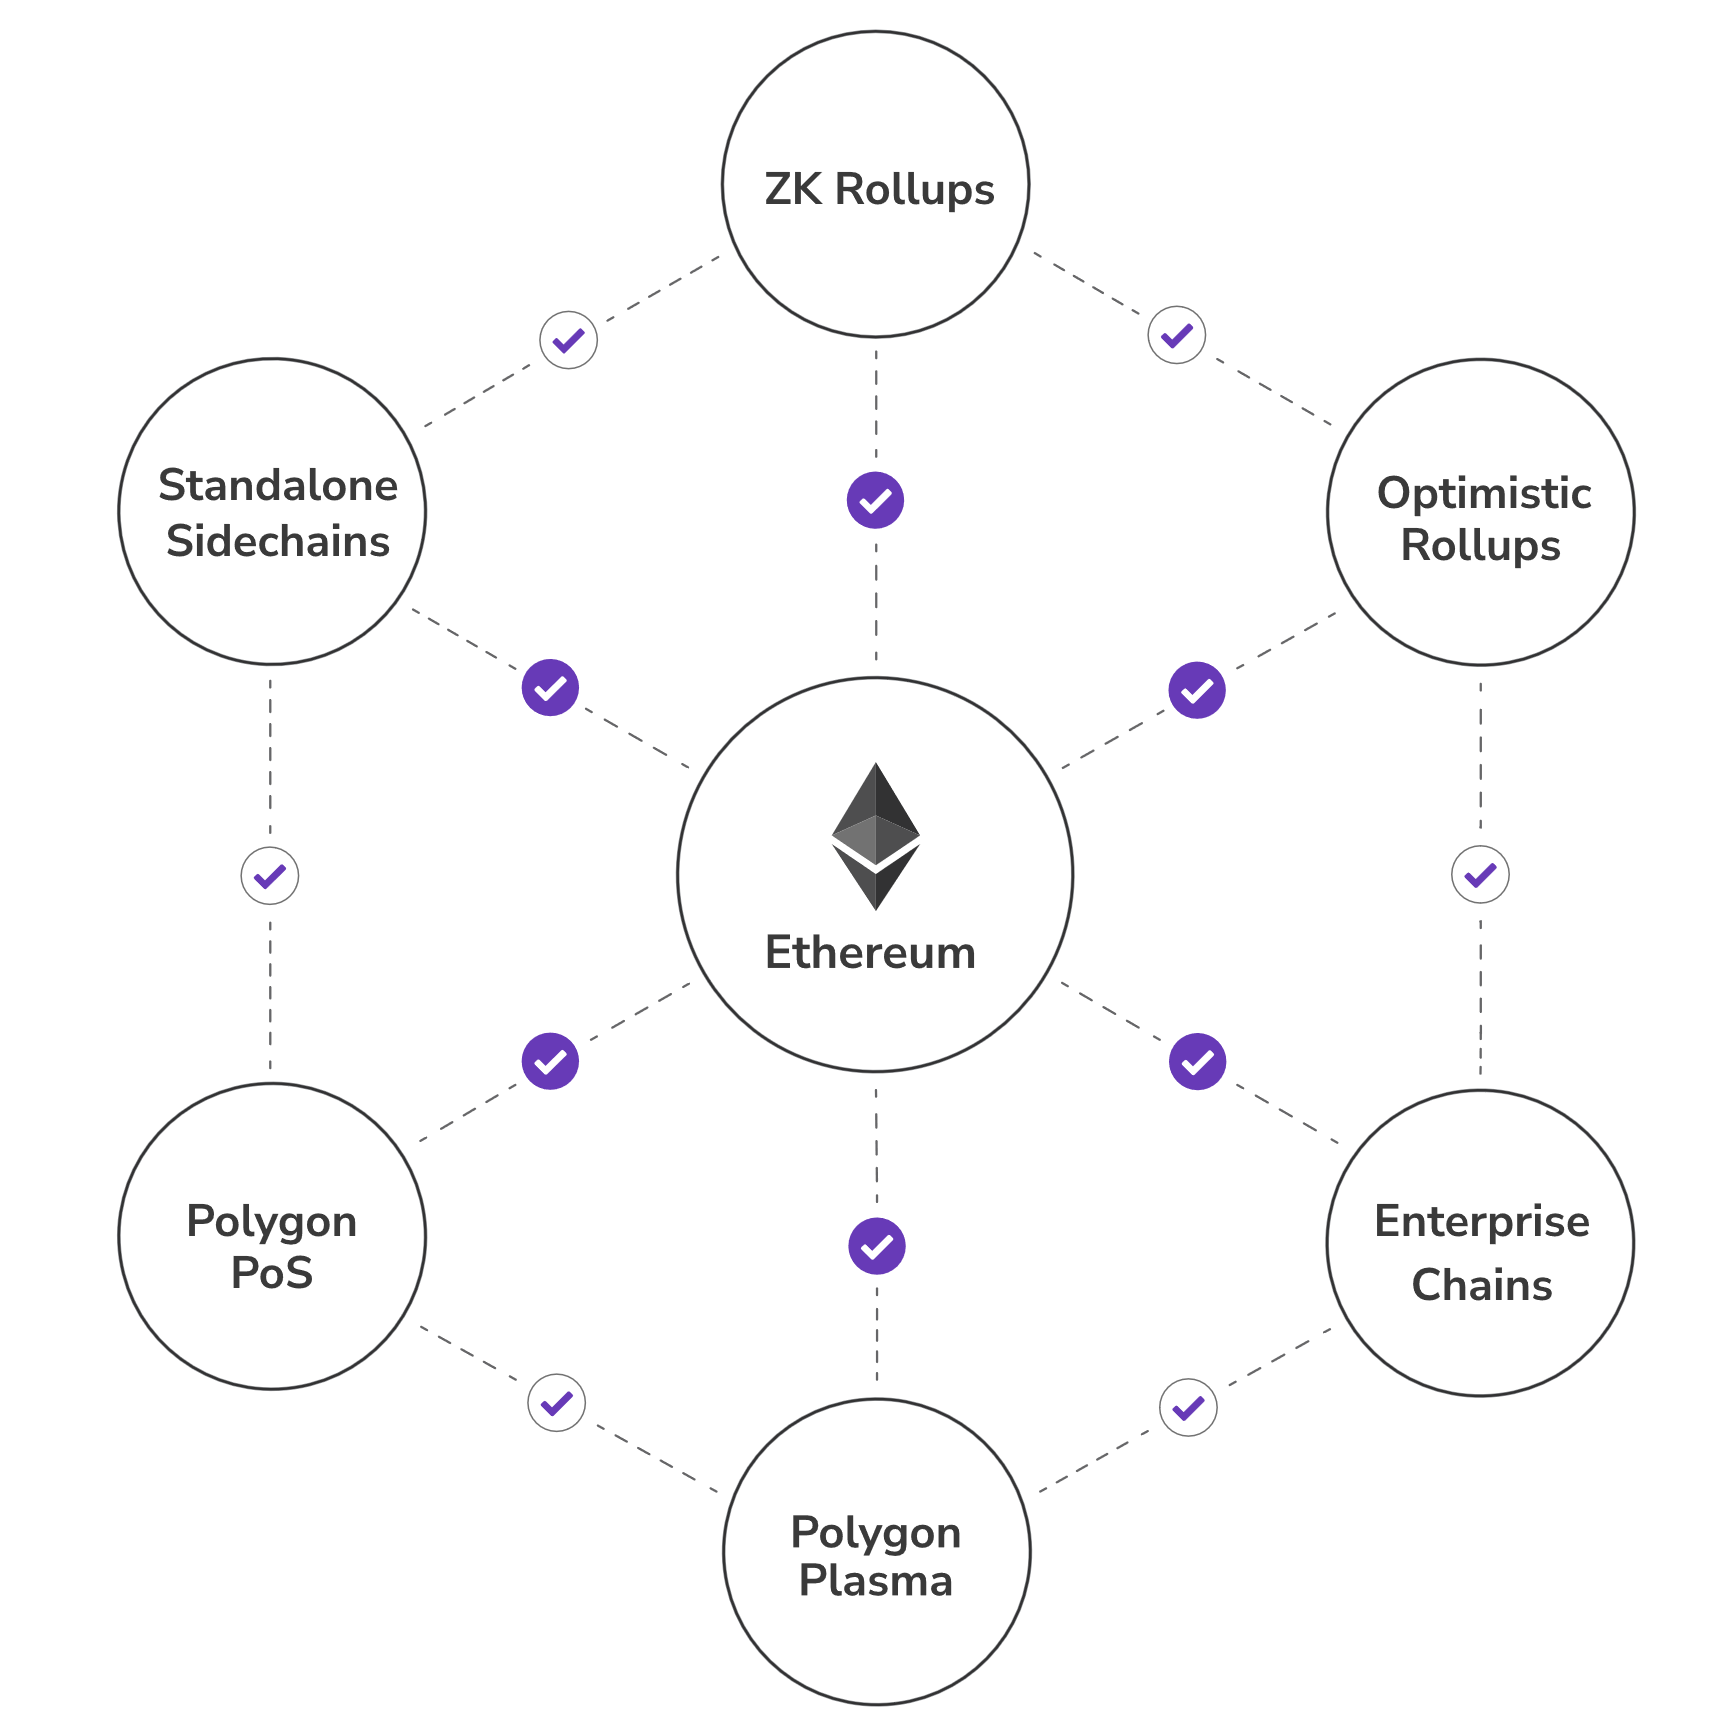 ZK Rollups
Standalone
Sidechains
Optimistic
Rollups
Ethereum
Polygon
PoS
Enterprise
Chains
Polygon
Plasma